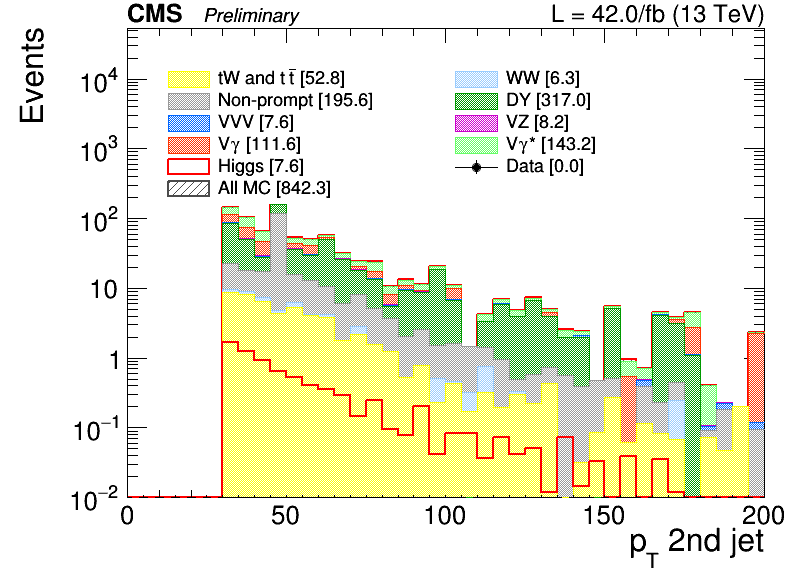 CMS Preliminary L = 42.0/fb (13 TeV)
Events
10⁴
10³
10²
10
1
10⁻¹
10⁻²
tW and t t̅ [52.8]
Non-prompt [195.6]
VVV [7.6]
Vγ [111.6]
Higgs [7.6]
All MC [842.3]
WW [6.3]
DY [317.0]
VZ [8.2]
Vγ* [143.2]
Data [0.0]
0 50 100 150 200
p_T 2nd jet